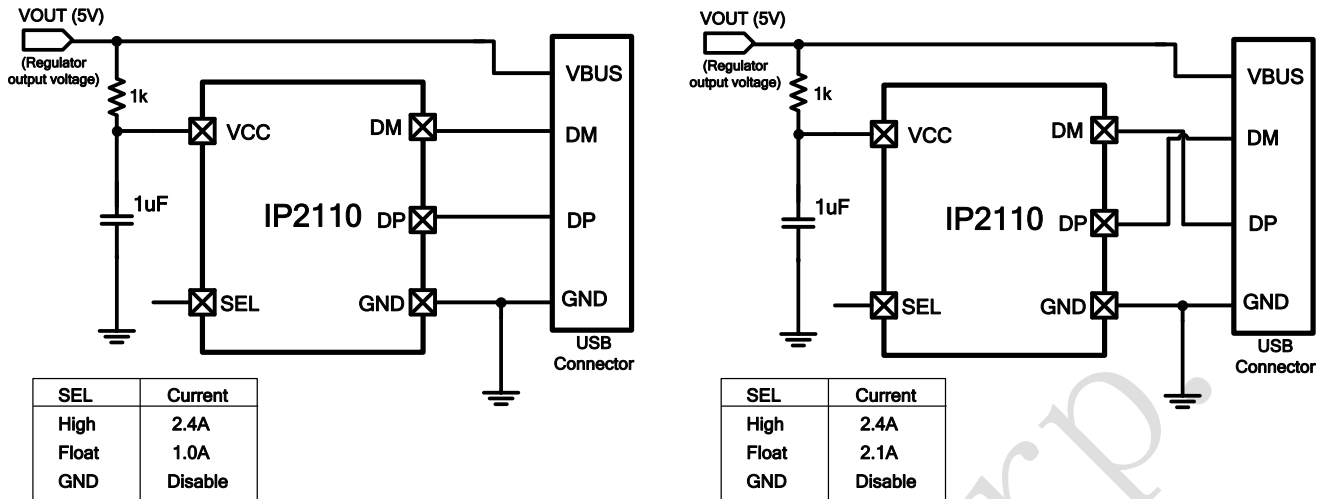 VOUT (5V)
(Regulator
output voltage)
1k
VCC
1uF
IP2110
DM
DP
SEL
GND
VBUS
DM
DP
GND
USB
Connector
SEL Current
High 2.4A
Float 1.0A
GND Disable
VOUT (5V)
(Regulator
output voltage)
1k
VCC
1uF
IP2110
DM
DP
SEL
GND
VBUS
DM
DP
GND
USB
Connector
SEL Current
High 2.4A
Float 2.1A
GND Disable
rp.